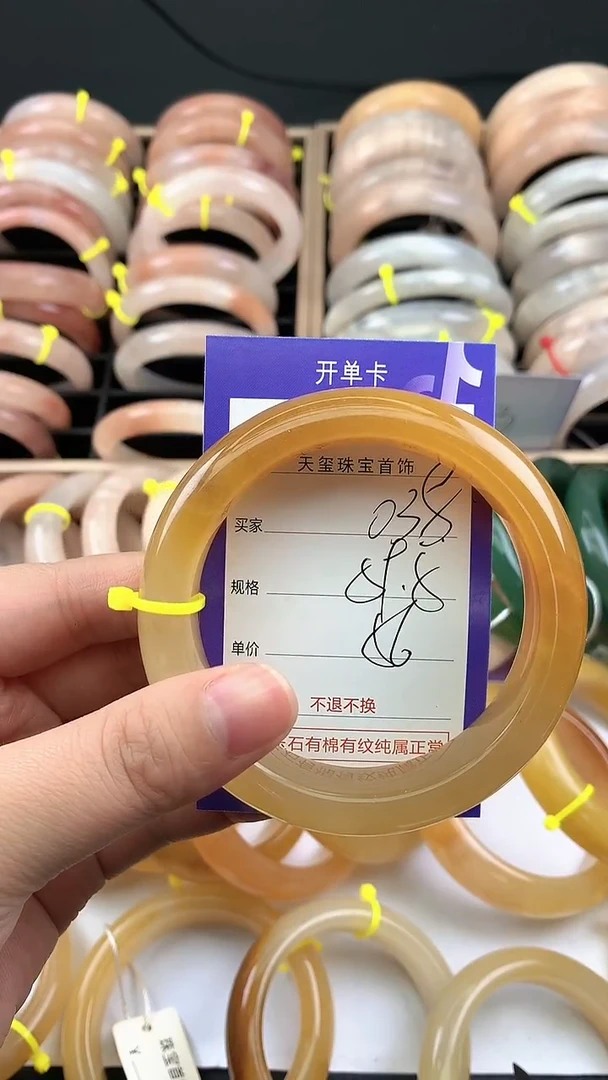 开单卡
天玺珠宝首饰
买家 038
规格
单价
不退不换
石有棉有纹纯属正常